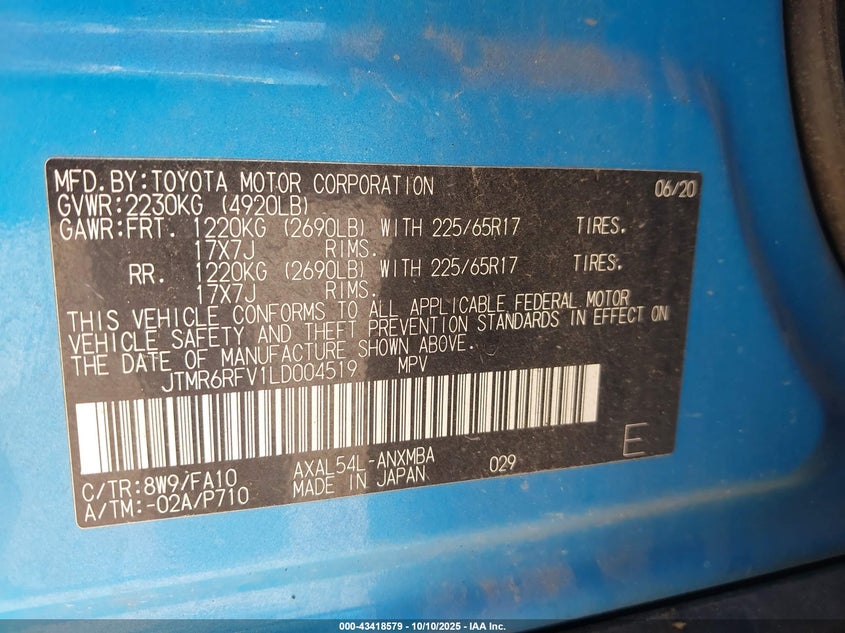 MFD.BY:TOYOTA MOTOR CORPORATION 06/20
GVWR:2230KG (4920LB)
GAWR:FRT. 1220KG (2690LB) WITH 225/65R17 TIRES.
17X7J RIMS.
RR. 1220KG (2690LB) WITH 225/65R17 TIRES.
17X7J RIMS.
THIS VEHICLE CONFORMS TO ALL APPLICABLE FEDERAL MOTOR
VEHICLE SAFETY AND THEFT PREVENTION STANDARDS IN EFFECT ON
THE DATE OF MANUFACTURE SHOWN ABOVE.
JTMR6RFV1LD004519 MPV
C/TR:8W9/FA10 AXAL54L-ANXMBA 029 E
A/TM:-02A/P710 MADE IN JAPAN
000-43418579 - 10/10/2025 - IAA Inc.